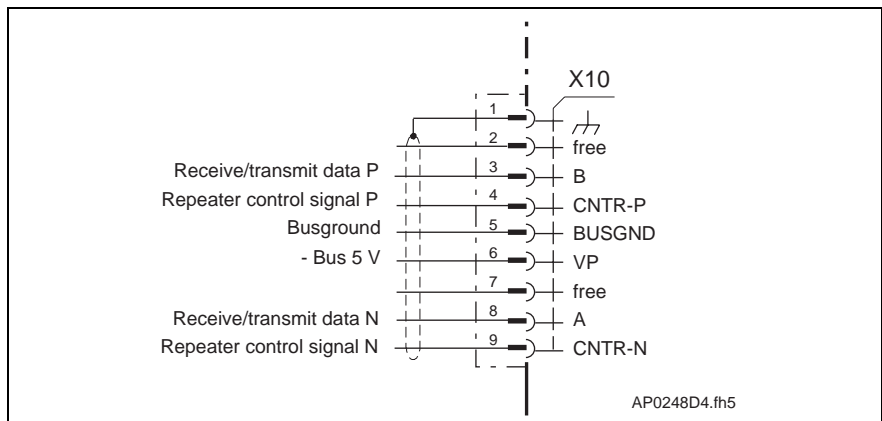 X10
1
2 free
Receive/transmit data P 3 B
Repeater control signal P 4 CNTR-P
Busground 5 BUSGND
- Bus 5 V 6 VP
7 free
Receive/transmit data N 8 A
Repeater control signal N 9 CNTR-N
AP0248D4.fh5